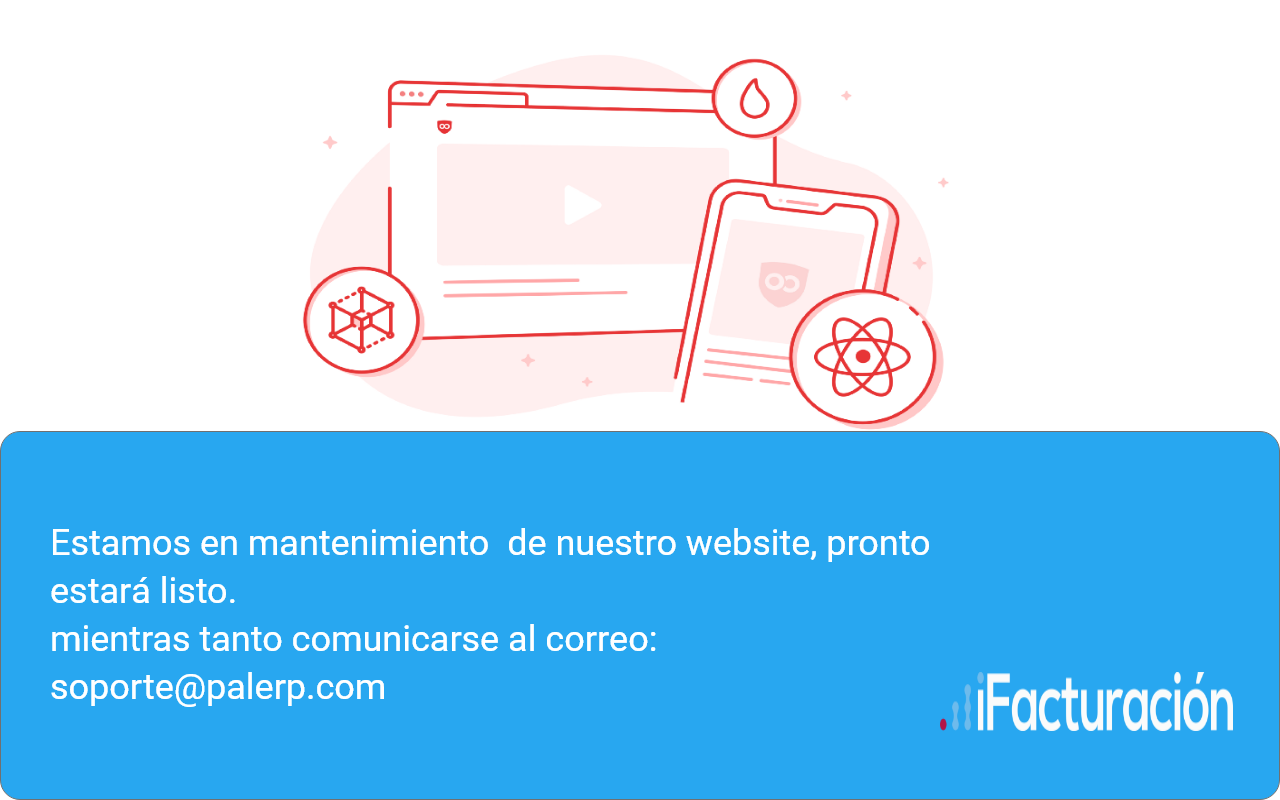 Estamos en mantenimiento  de nuestro website, pronto
estará listo.
mientras tanto comunicarse al correo:
soporte@palerp.com
iFacturación